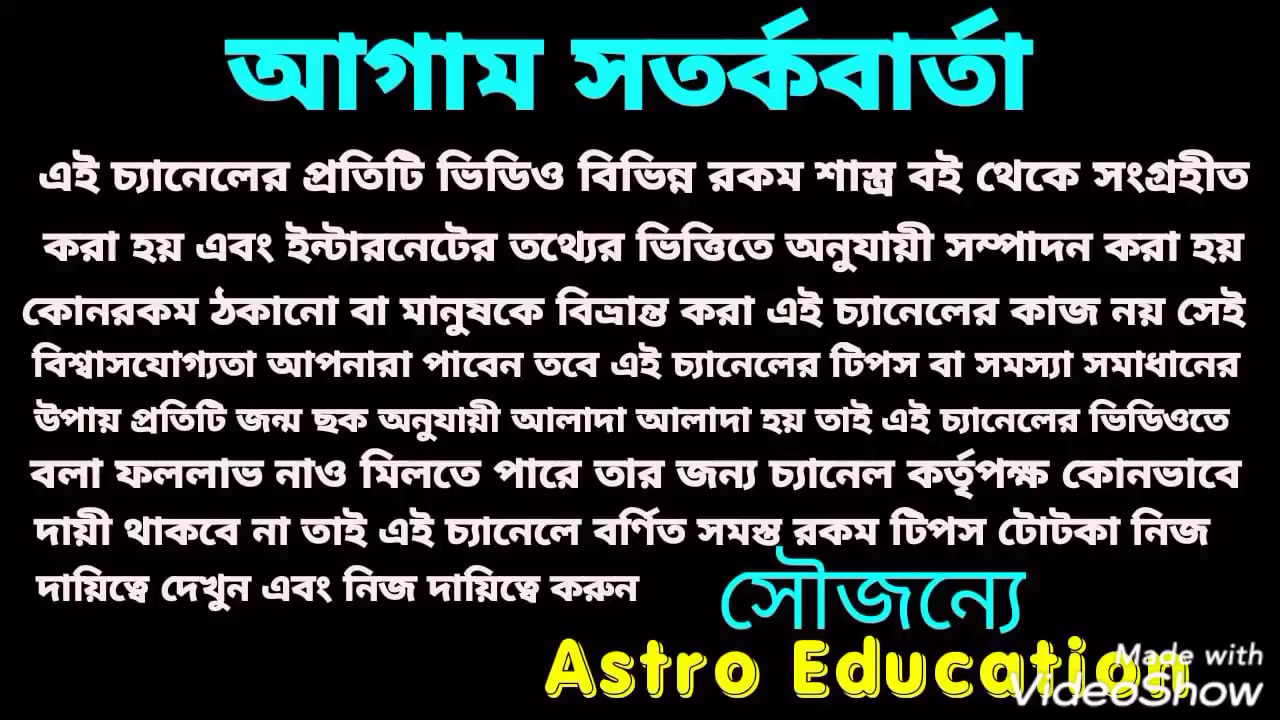 আগাম সতর্কবার্তা
এই চ্যানেলের প্রতিটি ভিডিও বিভিন্ন রকম শাস্ত্র বই থেকে সংগ্রহীত
করা হয় এবং ইন্টারনেটের তথ্যের ভিত্তিতে অনুযায়ী সম্পাদন করা হয়
কোনরকম ঠকানো বা মানুষকে বিভ্রান্ত করা এই চ্যানেলের কাজ নয় সেই
বিশ্বাসযোগ্যতা আপনারা পাবেন তবে এই চ্যানেলের টিপস বা সমস্যা সমাধানের
উপায় প্রতিটি জন্ম ছক অনুযায়ী আলাদা আলাদা হয় তাই এই চ্যানেলের ভিডিওতে
বলা ফললাভ নাও মিলতে পারে তার জন্য চ্যানেল কর্তৃপক্ষ কোনভাবে
দায়ী থাকবে না তাই এই চ্যানেলে বর্ণিত সমস্ত রকম টিপস টোটকা নিজ
দায়িত্বে দেখুন এবং নিজ দায়িত্বে করুন
সৌজন্যে
Astro Education
Made with
VideoShow